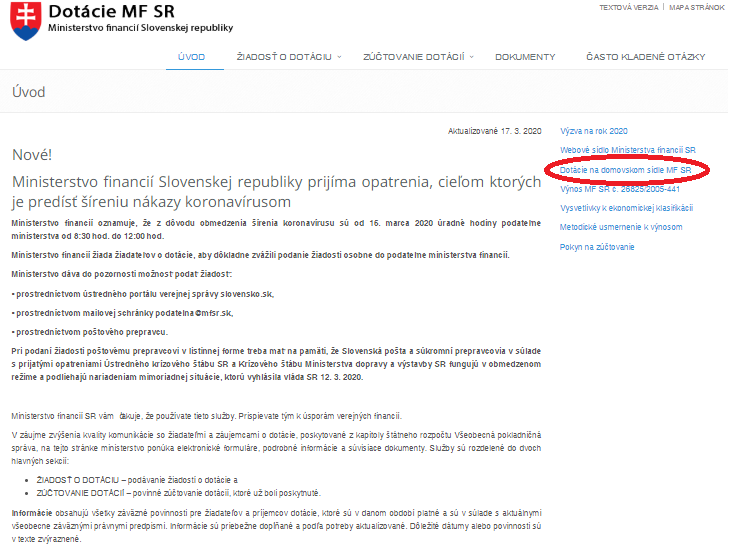 Dotácie MF SR
Ministerstvo financií Slovenskej republiky
TEXTOVÁ VERZIA | MAPA STRÁNOK
ÚVOD ŽIADOSŤ O DOTÁCIU ZÚČTOVANIE DOTÁCIÍ DOKUMENTY ČASTO KLADENÉ OTÁZKY
Úvod
Aktualizované 17. 3. 2020
Nové!
Ministerstvo financií Slovenskej republiky prijíma opatrenia, cieľom ktorých
je predísť šíreniu nákazy koronavírusom
Ministerstvo financií oznamuje, že z dôvodu obmedzenia šírenia koronavírusu sú od 16. marca 2020 úradné hodiny podateľne
ministerstva od 8:30 hod. do 12:00 hod.
Ministerstvo financií žiada žiadateľov o dotácie, aby dôkladne zvážili podanie žiadosti osobne do podateľne ministerstva financií.
Ministerstvo dáva do pozornosti možnosť podať žiadosť:
• prostredníctvom ústredného portálu verejnej správy slovensko.sk,
• prostredníctvom mailovej schránky podatelna@mfsr.sk,
• prostredníctvom poštového prepravcu.
Pri podaní žiadosti poštovému prepravcovi v listinnej forme treba mať na pamäti, že Slovenská pošta a súkromní prepravcovia v súlade
s prijatými opatreniami Ústredného krízového štábu SR a Krízového štábu Ministerstva dopravy a výstavby SR fungujú v obmedzenom
režime a podliehajú nariadeniam mimoriadnej situácie, ktorú vyhlásila vláda SR 12. 3. 2020.
Ministerstvo financií SR vám ďakuje, že používate tieto služby. Prispievate tým k úsporám verejných financií.
V záujme zvýšenia kvality komunikácie so žiadateľmi a záujemcami o dotácie, poskytované z kapitoly štátneho rozpočtu Všeobecná pokladničná
správa, na tejto stránke ministerstvo ponúka elektronické formuláre, podrobné informácie a súvisiace dokumenty. Služby sú rozdelené do dvoch
hlavných sekcií:
• ŽIADOSŤ O DOTÁCIU – podávanie žiadostí o dotácie a
• ZÚČTOVANIE DOTÁCIÍ – povinné zúčtovanie dotácií, ktoré už boli poskytnuté.
Informácie obsahujú všetky záväzné povinnosti pre žiadateľov a príjemcov dotácie, ktoré sú v danom období platné a sú v súlade s aktuálnymi
všeobecne záväznými právnymi predpismi. Informácie sú priebežne dopĺňané a podľa potreby aktualizované. Dôležité dátumy alebo povinnosti sú
v texte zvýraznené.
Výzva na rok 2020
Webové sídlo Ministerstva financií SR
Dotácie na domovskom sídle MF SR
Výnos MF SR č. 26825/2005-441
Vysvetlivky k ekonomickej klasifikácii
Metodické usmernenie k výnosom
Pokyn na zúčtovanie